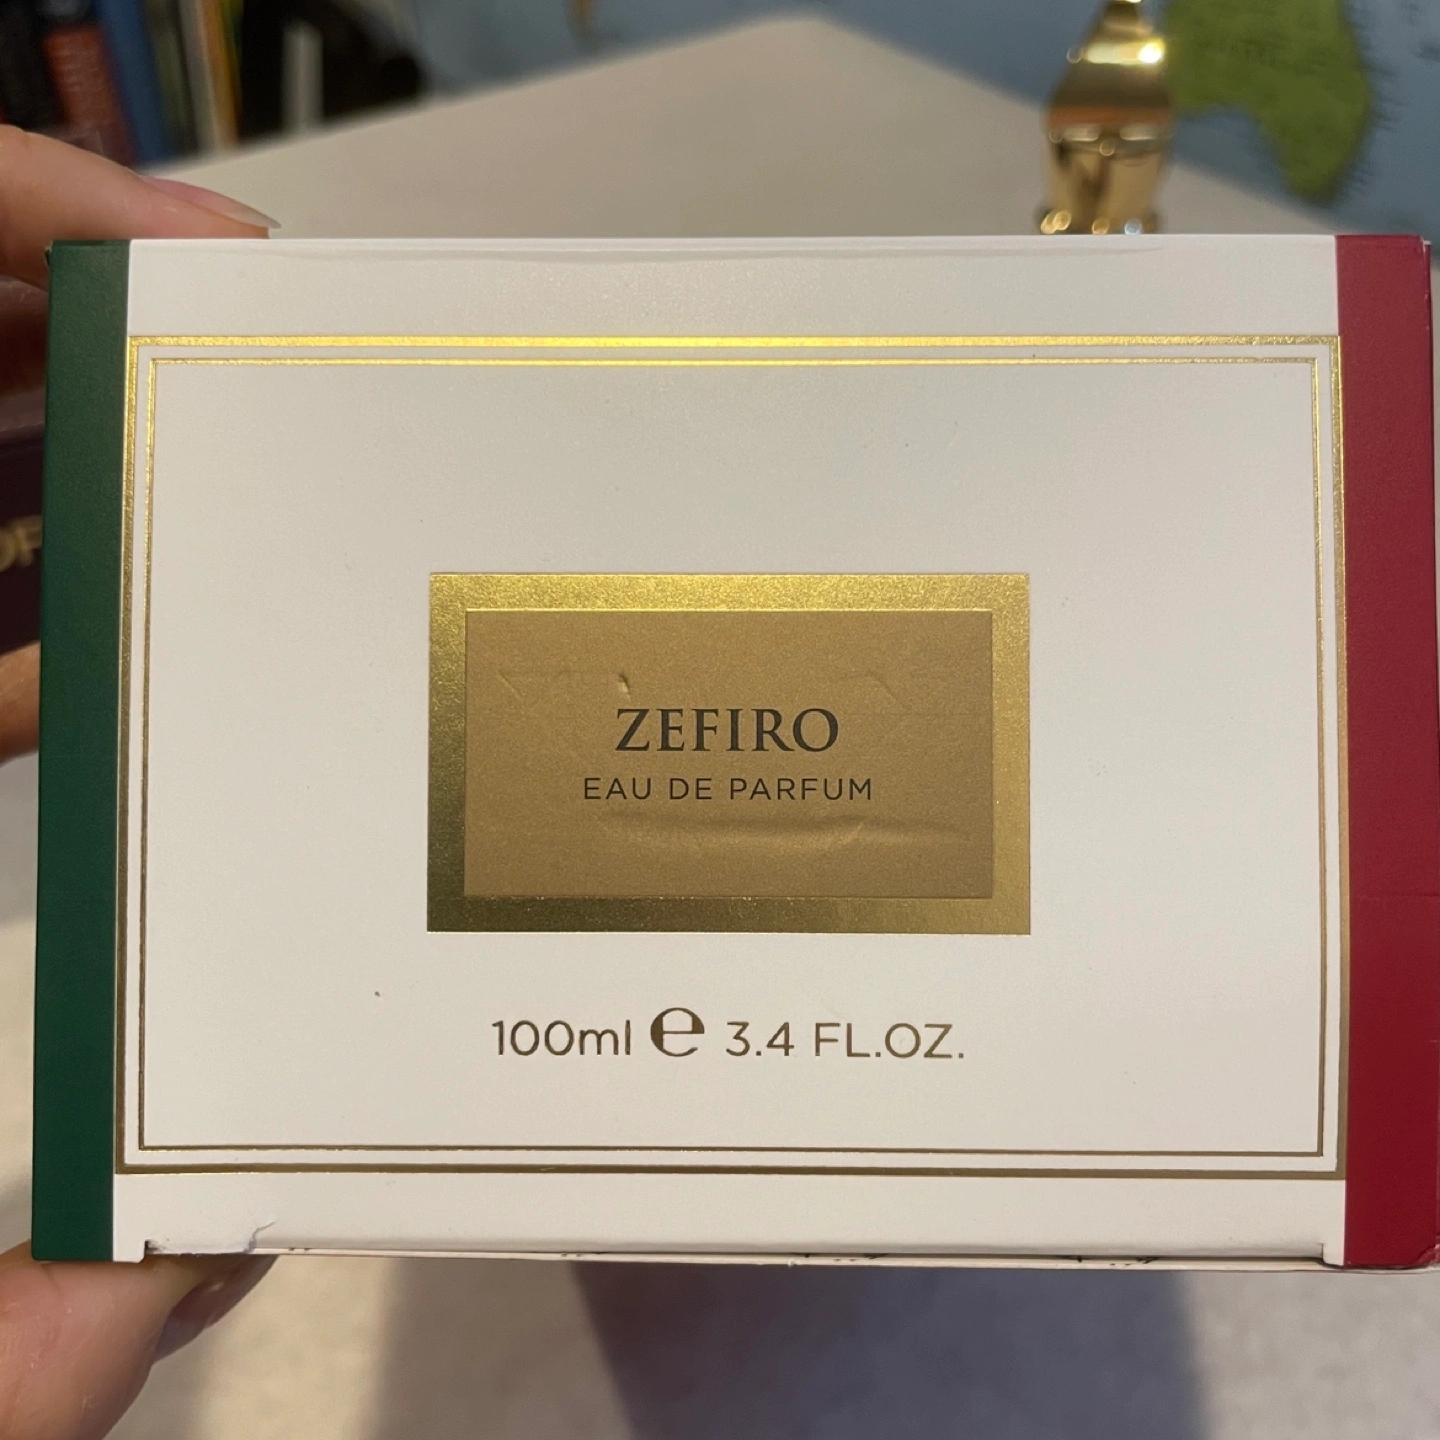 ZEFIRO
EAU DE PARFUM
100ml ℮ 3.4 FL.OZ.